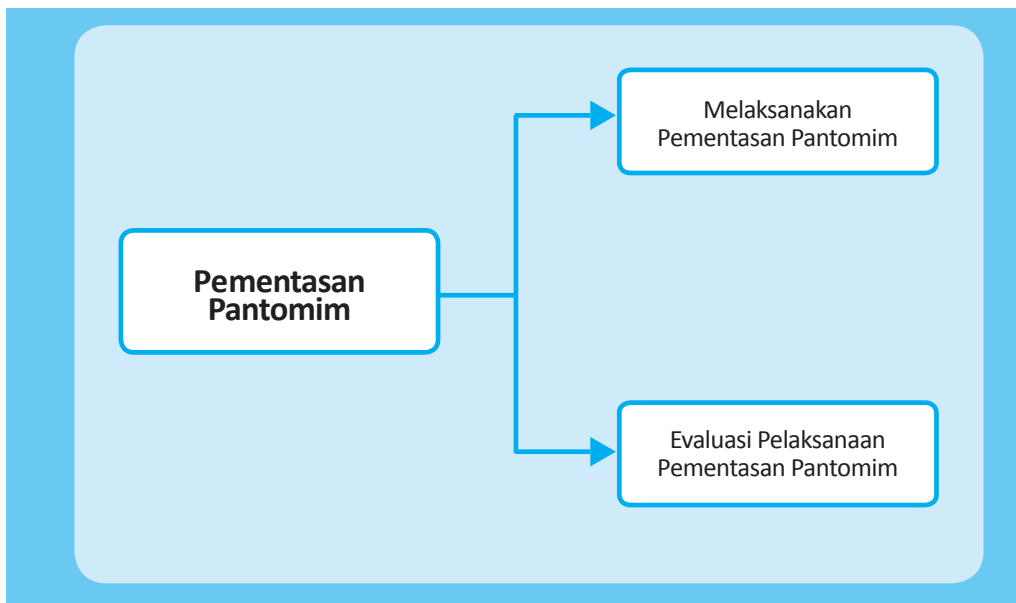 Melaksanakan
Pementasan Pantomim
Pementasan
Pantomim
Evaluasi Pelaksanaan
Pementasan Pantomim